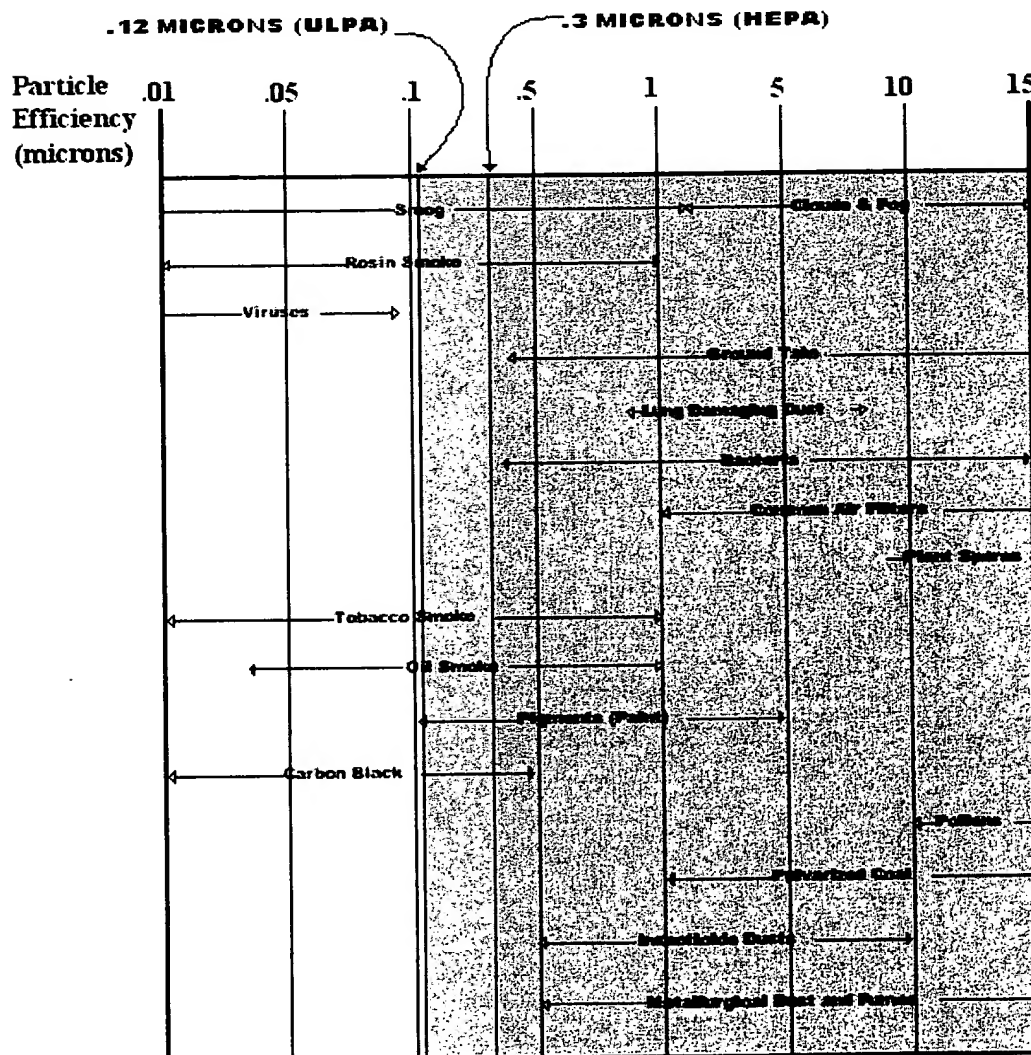 .12 MICRONS (ULPA)
.3 MICRONS (HEPA)
Particle
Efficiency
(microns)
.01 .05 .1 .5 1 5 10 15
Smog Clouds & Fog
Rosin Smoke
Viruses
Ground Talc
Lung Damaging Dust
Bacteria
Common Air Filters
Plant Spores
Tobacco Smoke
Oil Smoke
Pigments (Paint)
Carbon Black
Pollens
Pulverized Coal
Insecticide Dusts
Metallurgical Dust and Fumes